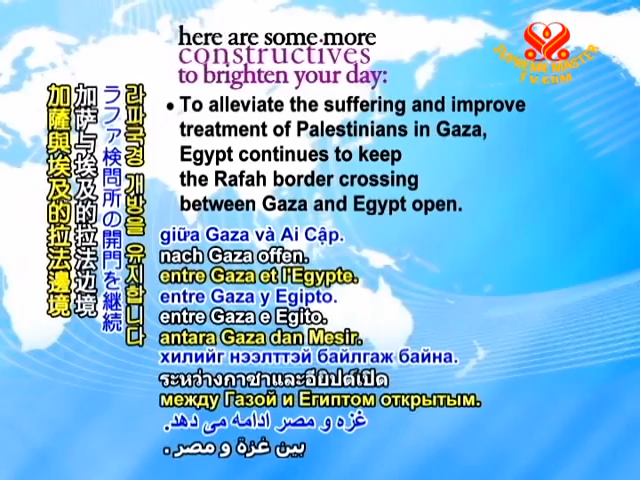 here are some more
constructives
to brighten your day:
SUPREME MASTER
TV.COM
• To alleviate the suffering and improve
treatment of Palestinians in Gaza,
Egypt continues to keep
the Rafah border crossing
between Gaza and Egypt open.
加薩與埃及的拉法邊境
加萨与埃及的拉法边境
ラファ検問所の開門を継続
라파국경 개방을 유지합니다
giữa Gaza và Ai Cập.
nach Gaza offen.
entre Gaza et l'Egypte.
entre Gaza y Egipto.
entre Gaza e Egito.
antara Gaza dan Mesir.
хилийг нээлттэй байлгаж байна.
ระหว่างกาซาและอียิปต์เปิด
между Газой и Египтом открытым.
غزه و مصر ادامه می دهد.
بين غزة و مصر .